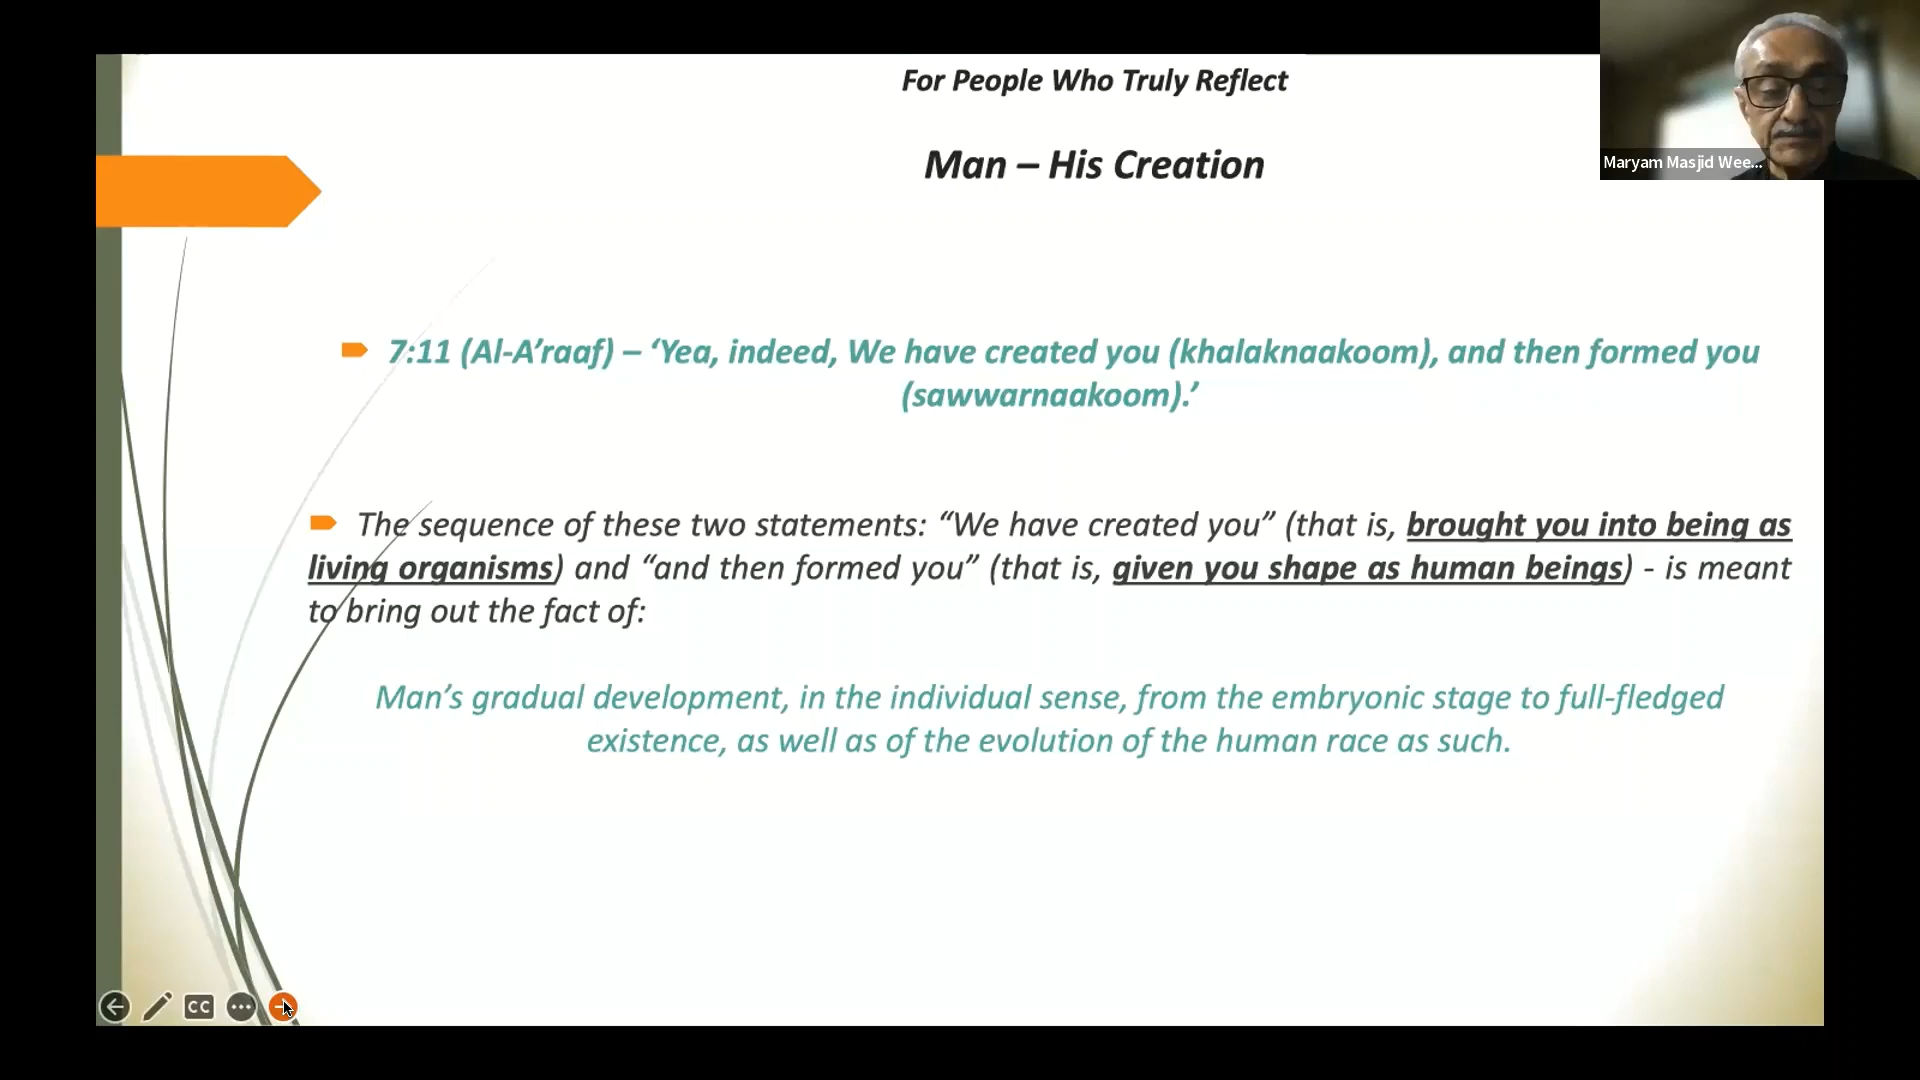 For People Who Truly Reflect
Man – His Creation
Maryam Masjid Wee...
7:11 (Al-A’raaf) – ‘Yea, indeed, We have created you (khalaknaakoom), and then formed you
(sawwarnaakoom).’
The sequence of these two statements: “We have created you” (that is, brought you into being as
living organisms) and “and then formed you” (that is, given you shape as human beings) - is meant
to bring out the fact of:
Man’s gradual development, in the individual sense, from the embryonic stage to full-fledged
existence, as well as of the evolution of the human race as such.
CC